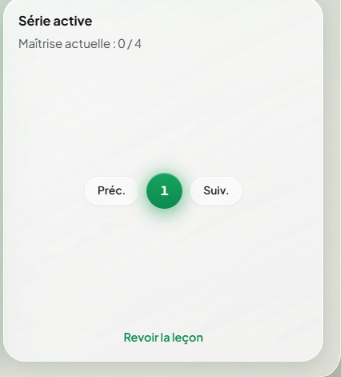 Série active
Maîtrise actuelle : 0 / 4
Préc. 1 Suiv.
Revoir la leçon